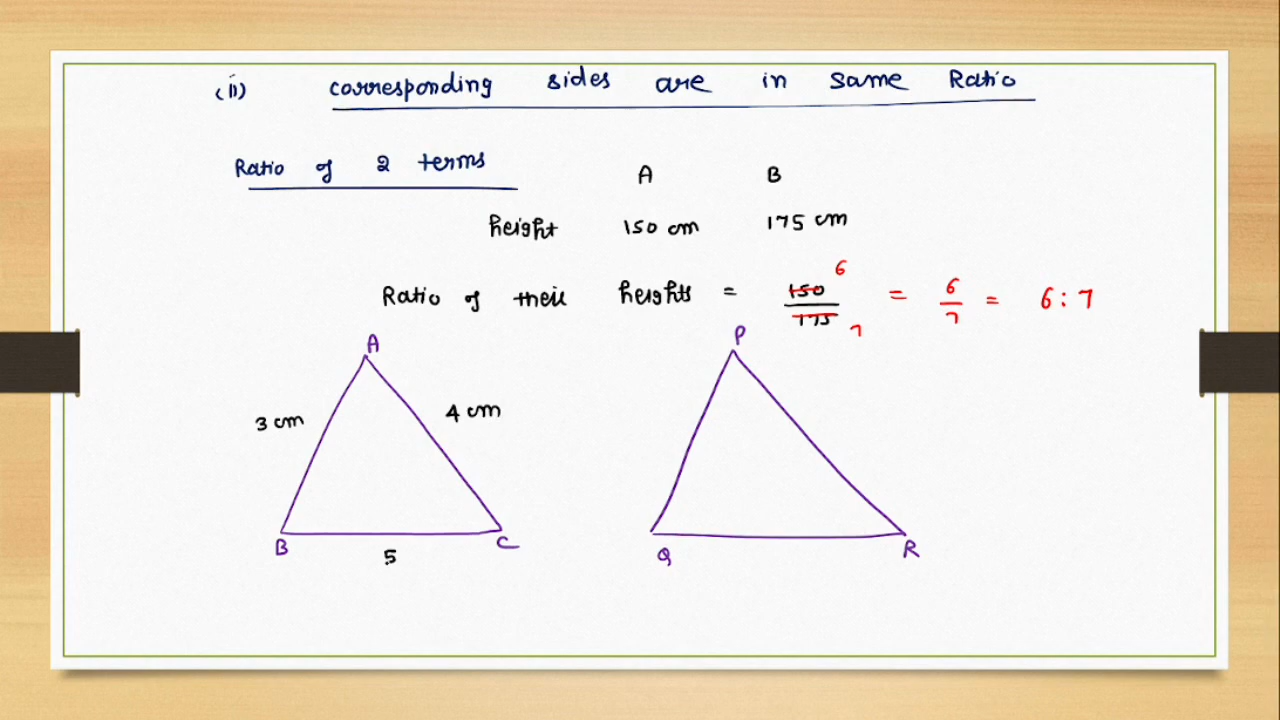 (ii) corresponding sides are in same Ratio
Ratio of 2 terms
A B
height 150 cm 175 cm
Ratio of their heights = 150/175 6 7 = 6/7 = 6 : 7
A P
3 cm 4 cm
B 5 C Q R